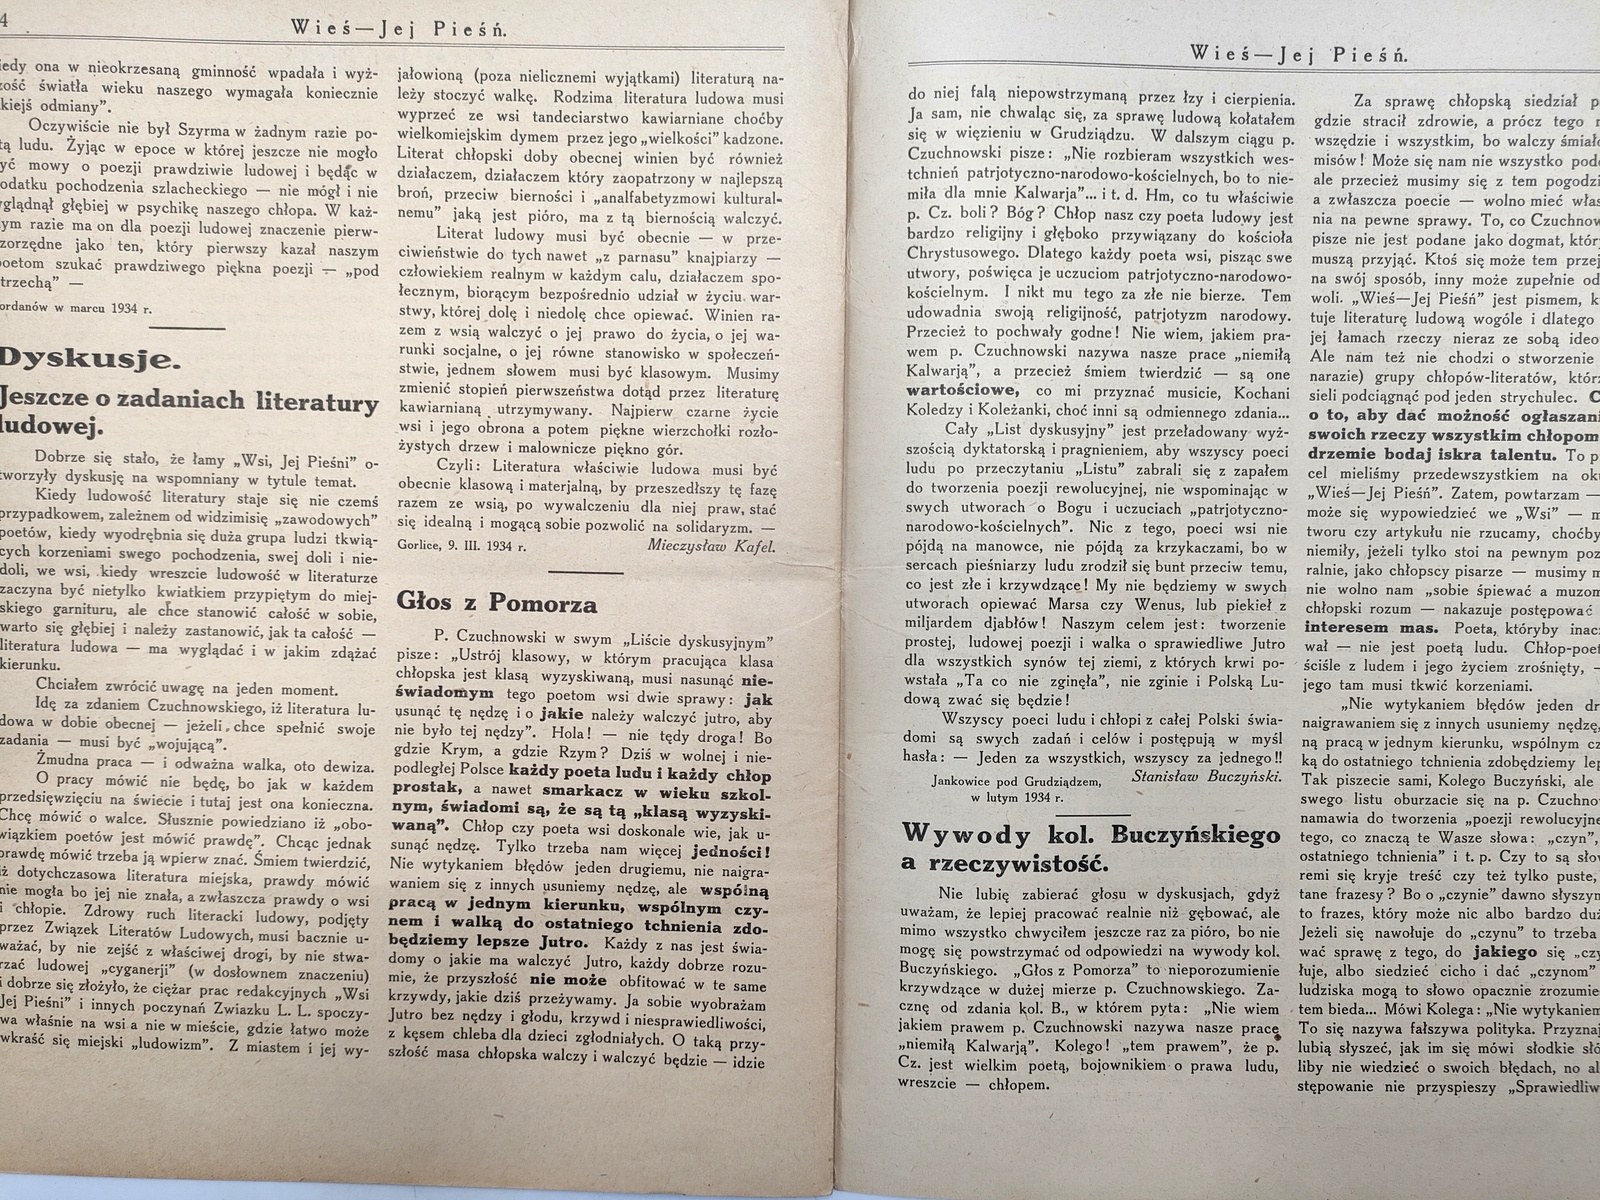 4
Wieś—Jej Pieśń.
ona w nieokrzesaną gminność wpadała i wyż-
światła wieku naszego wymagała koniecznie
odmiany”.
Oczywiście nie był Szyrma w żadnym razie po-
ludu. Żyjąc w epoce w której jeszcze nie mogło
mowy o poezji prawdziwie ludowej i będąc w
pochodzenia szlacheckiego — nie mógł i nie
głębiej w psychikę naszego chłopa. W każ-
razie ma on dla poezji ludowej znaczenie pierw-
jako ten, który pierwszy kazał naszym
szukać prawdziwego piękna poezji — „pod
—
w marcu 1934 r.
Dyskusje.
Jeszcze o zadaniach literatury
ludowej.
Dobrze się stało, że łamy „Wsi, Jej Pieśni” o-
tworzyły dyskusję na wspomniany w tytule temat.
Kiedy ludowość literatury staje się nie czemś
przypadkowem, zależnem od widzimisię „zawodowych”
poetów, kiedy wyodrębnia się duża grupa ludzi tkwią-
cych korzeniami swego pochodzenia, swej doli i nie-
doli, we wsi, kiedy wreszcie ludowość w literaturze
zaczyna być nietylko kwiatkiem przypiętym do miej-
skiego garnituru, ale chce stanowić całość w sobie,
warto się głębiej i należy zastanowić, jak ta całość —
literatura ludowa — ma wyglądać i w jakim zdążać
kierunku.
Chciałem zwrócić uwagę na jeden moment.
Idę za zdaniem Czuchnowskiego, iż literatura lu-
dowa w dobie obecnej — jeżeli chce spełnić swoje
zadania — musi być „wojującą”.
Żmudna praca — i odważna walka, oto dewiza.
O pracy mówić nie będę, bo jak w każdem
przedsięwzięciu na świecie i tutaj jest ona konieczna.
Chcę mówić o walce. Słusznie powiedziano iż „obo-
wiązkiem poetów jest mówić prawdę”. Chcąc jednak
prawdę mówić trzeba ją wpierw znać. Śmiem twierdzić,
iż dotychczasowa literatura miejska, prawdy mówić
nie mogła bo jej nie znała, a zwłaszcza prawdy o wsi
i chłopie. Zdrowy ruch literacki ludowy, podjęty
przez Związek Literatów Ludowych, musi bacznie u-
ważać, by nie zejść z właściwej drogi, by nie stwa-
rzać ludowej „cyganerji” (w dosłownem znaczeniu)
i dobrze się złożyło, że ciężar prac redakcyjnych „Wsi
Jej Pieśni” i innych poczynań Zwiazku L. L. spoczy-
wa właśnie na wsi a nie w mieście, gdzie łatwo może
wkraść się miejski „ludowizm”. Z miastem i jej wy-
jałowioną (poza nielicznemi wyjątkami) literaturą na-
leży stoczyć walkę. Rodzima literatura ludowa musi
wyprzeć ze wsi tandeciarstwo kawiarniane choćby
wielkomiejskim dymem przez jego „wielkości” kadzone.
Literat chłopski doby obecnej winien być również
działaczem, działaczem który zaopatrzony w najlepszą
broń, przeciw bierności i „analfabetyzmowi kultural-
nemu” jaką jest pióro, ma z tą biernością walczyć.
Literat ludowy musi być obecnie — w prze-
ciwieństwie do tych nawet „z parnasu” knajpiarzy —
człowiekiem realnym w każdym calu, działaczem spo-
łecznym, biorącym bezpośrednio udział w życiu war-
stwy, której dolę i niedolę chce opiewać. Winien ra-
zem z wsią walczyć o jej prawo do życia, o jej wa-
runki socjalne, o jej równe stanowisko w społeczeń-
stwie, jednem słowem musi być klasowym. Musimy
zmienić stopień pierwszeństwa dotąd przez literaturę
kawiarnianą utrzymywany. Najpierw czarne życie
wsi i jego obrona a potem piękne wierzchołki rozło-
żystych drzew i malownicze piękno gór.
Czyli: Literatura właściwie ludowa musi być
obecnie klasową i materjalną, by przeszedłszy tę fazę
razem ze wsią, po wywalczeniu dla niej praw, stać
się idealną i mogącą sobie pozwolić na solidaryzm. —
Gorlice, 9. III. 1934 r. Mieczysław Kafel.
Głos z Pomorza
P. Czuchnowski w swym „Liście dyskusyjnym”
pisze: „Ustrój klasowy, w którym pracująca klasa
chłopska jest klasą wyzyskiwaną, musi nasunąć nie-
świadomym tego poetom wsi dwie sprawy: jak
usunąć tę nędzę i o jakie należy walczyć jutro, aby
nie było tej nędzy”. Hola! — nie tędy droga! Bo
gdzie Krym, a gdzie Rzym? Dziś w wolnej i nie-
podległej Polsce każdy poeta ludu i każdy chłop
prostak, a nawet smarkacz w wieku szkol-
nym, świadomi są, że są tą „klasą wyzyski-
waną”. Chłop czy poeta wsi doskonale wie, jak u-
sunąć nędzę. Tylko trzeba nam więcej jedności!
Nie wytykaniem błędów jeden drugiemu, nie naigra-
waniem się z innych usuniemy nędzę, ale wspólną
pracą w jednym kierunku, wspólnym czy-
nem i walką do ostatniego tchnienia zdo-
będziemy lepsze Jutro. Każdy z nas jest świa-
domy o jakie ma walczyć Jutro, każdy dobrze rozu-
mie, że przyszłość nie może obfitować w te same
krzywdy, jakie dziś przeżywamy. Ja sobie wyobrażam
Jutro bez nędzy i głodu, krzywd i niesprawiedliwości,
z kęsem chleba dla dzieci zgłodniałych. O taką przy-
szłość masa chłopska walczy i walczyć będzie — idzie
Wieś—Jej Pieśń.
do niej falą niepowstrzymaną przez łzy i cierpienia.
Ja sam, nie chwaląc się, za sprawę ludową kołatałem
się w więzieniu w Grudziądzu. W dalszym ciągu p.
Czuchnowski pisze: „Nie rozbieram wszystkich wes-
tchnień patrjotyczno-narodowo-kościelnych, bo to nie-
miła dla mnie Kalwarja”... i t. d. Hm, co tu właściwie
p. Cz. boli? Bóg? Chłop nasz czy poeta ludowy jest
bardzo religijny i głęboko przywiązany do kościoła
Chrystusowego. Dlatego każdy poeta wsi, pisząc swe
utwory, poświęca je uczuciom patrjotyczno-narodowo-
kościelnym. I nikt mu tego za złe nie bierze. Tem
udowadnia swoją religijność, patrjotyzm narodowy.
Przecież to pochwały godne! Nie wiem, jakiem pra-
wem p. Czuchnowski nazywa nasze prace „niemiłą
Kalwarją”, a przecież śmiem twierdzić — są one
wartościowe, co mi przyznać musicie, Kochani
Koledzy i Koleżanki, choć inni są odmiennego zdania...
Cały „List dyskusyjny” jest przeładowany wyż-
szością dyktatorską i pragnieniem, aby wszyscy poeci
ludu po przeczytaniu „Listu” zabrali się z zapałem
do tworzenia poezji rewolucyjnej, nie wspominając w
swych utworach o Bogu i uczuciach „patrjotyczno-
narodowo-kościelnych”. Nic z tego, poeci wsi nie
pójdą na manowce, nie pójdą za krzykaczami, bo w
sercach pieśniarzy ludu zrodził się bunt przeciw temu,
co jest złe i krzywdzące! My nie będziemy w swych
utworach opiewać Marsa czy Wenus, lub piekieł z
miljardem djabłów! Naszym celem jest: tworzenie
prostej, ludowej poezji i walka o sprawiedliwe Jutro
dla wszystkich synów tej ziemi, z których krwi po-
wstała „Ta co nie zginęła”, nie zginie i Polską Lu-
dową zwać się będzie!
Wszyscy poeci ludu i chłopi z całej Polski świa-
domi są swych zadań i celów i postępują w myśl
hasła: — Jeden za wszystkich, wszyscy za jednego!!
Jankowice pod Grudziądzem, Stanisław Buczyński.
w lutym 1934 r.
Wywody kol. Buczyńskiego
a rzeczywistość.
Nie lubię zabierać głosu w dyskusjach, gdyż
uważam, że lepiej pracować realnie niż gębować, ale
mimo wszystko chwyciłem jeszcze raz za pióro, bo nie
mogę się powstrzymać od odpowiedzi na wywody kol.
Buczyńskiego. „Głos z Pomorza” to nieporozumienie
krzywdzące w dużej mierze p. Czuchnowskiego. Za-
cznę od zdania kol. B., w którem pyta: „Nie wiem
jakiem prawem p. Czuchnowski nazywa nasze pracę
„niemiłą Kalwarją”. Kolego! „tem prawem”, że p.
Cz. jest wielkim poetą, bojownikiem o prawa ludu,
wreszcie — chłopem.
Za sprawę chłopską siedział
gdzie stracił zdrowie, a prócz tego
wszędzie i wszystkim, bo walczy
misów! Może się nam nie wszystko
ale przecież musimy się z tem
a zwłaszcza poecie — wolno mieć
nia na pewne sprawy. To, co
pisze nie jest podane jako dogmat,
muszą przyjąć. Ktoś się może tem
na swój sposób, inny może zupełnie
woli. „Wieś—Jej Pieśń” jest pismem,
tuje literaturę ludową wogóle i dlatego
jej łamach rzeczy nieraz ze sobą
Ale nam też nie chodzi o stworzenie
narazie) grupy chłopów-literatów,
sieli podciągnąć pod jeden strychulec.
o to, aby dać możność
swoich rzeczy wszystkim
drzemie bodaj iskra talentu. To
cel mieliśmy przedewszystkiem na
„Wieś—Jej Pieśń”. Zatem, powtarzam —
może się wypowiedzieć we „Wsi” —
tworu czy artykułu nie rzucamy, choćby
niemiły, jeżeli tylko stoi na pewnym
ralnie, jako chłopscy pisarze — musimy
nie wolno nam „sobie śpiewać a
chłopski rozum — nakazuje postępować
interesem mas. Poeta, któryby
wał — nie jest poetą ludu.
ściśle z ludem i jego życiem zrośnięty, —
jego tam musi tkwić korzeniami.
„Nie wytykaniem błędów jeden
naigrawaniem się z innych usuniemy nędzę,
ną pracą w jednym kierunku, wspólnym
ką do ostatniego tchnienia zdobędziemy
Tak piszecie sami, Kolego Buczyński, ale
swego listu oburzacie się na p.
namawia do tworzenia „poezji rewolucyjnej
tego, co znaczą te Wasze słowa: „czyn”,
ostatniego tchnienia” i t. p. Czy to są
remi się kryje treść czy też tylko puste,
tane frazesy? Bo o „czynie” dawno
to frazes, który może nic albo bardzo
Jeżeli się nawołuje do „czynu” to trzeba
wać sprawę z tego, do jakiego się
łuje, albo siedzieć cicho i dać „czynom”
ludziska mogą to słowo opacznie
tem bieda... Mówi Kolega: „Nie wytykaniem
To się nazywa fałszywa polityka.
lubią słyszeć, jak im się mówi słodkie
liby nie wiedzieć o swoich błędach, no
stępowanie nie przyspieszy